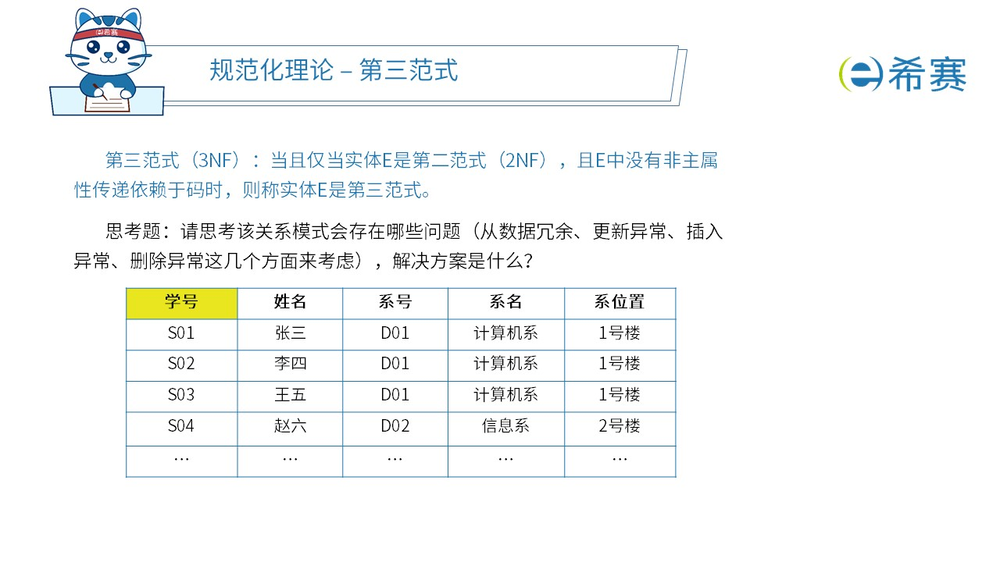 希赛
规范化理论 – 第三范式
希赛
第三范式（3NF）：当且仅当实体E是第二范式（2NF），且E中没有非主属
性传递依赖于码时，则称实体E是第三范式。
思考题：请思考该关系模式会存在哪些问题（从数据冗余、更新异常、插入
异常、删除异常这几个方面来考虑），解决方案是什么？
学号 姓名 系号 系名 系位置
S01 张三 D01 计算机系 1号楼
S02 李四 D01 计算机系 1号楼
S03 王五 D01 计算机系 1号楼
S04 赵六 D02 信息系 2号楼
… … … … …